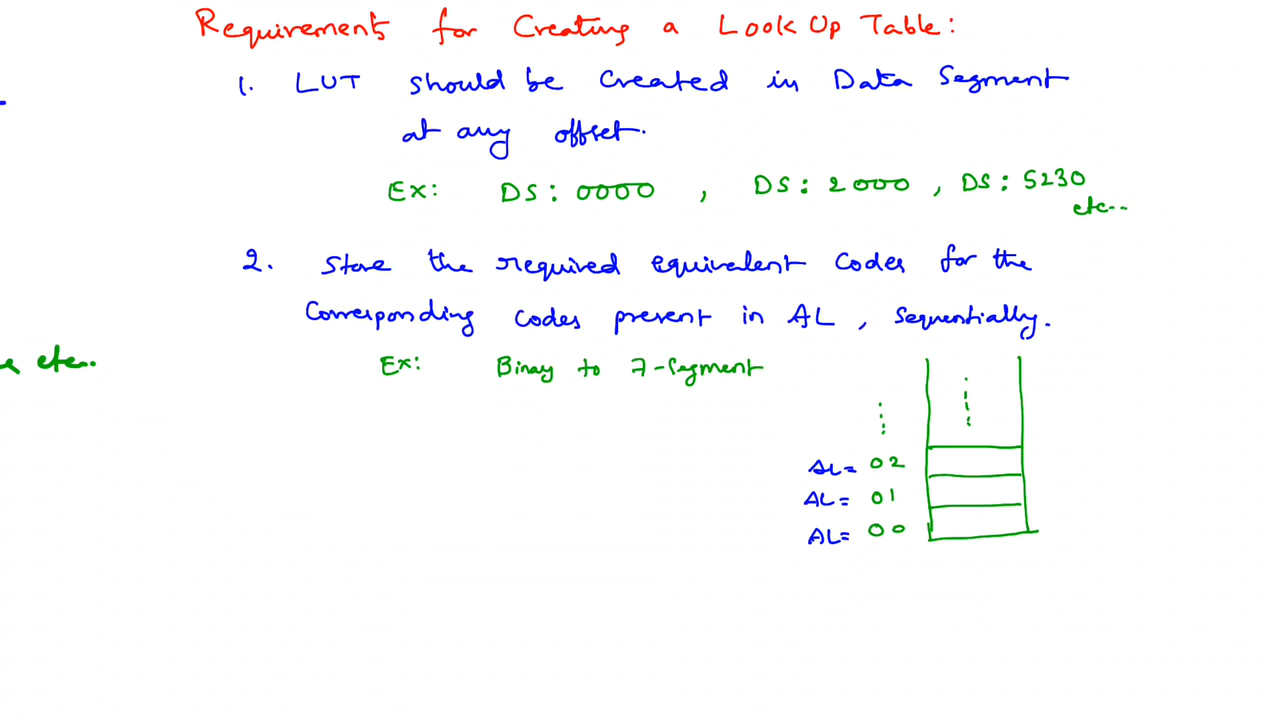 Requirements for Creating a Look Up Table:
1. LUT should be created in Data Segment
at any offset.
Ex: DS: 0000 , DS: 2000 , DS: 5230
etc..
2. Store the required equivalent codes for the
corresponding codes present in AL, sequentially.
etc..
Ex: Binary to 7-Segment
AL= 02
AL= 01
AL= 00